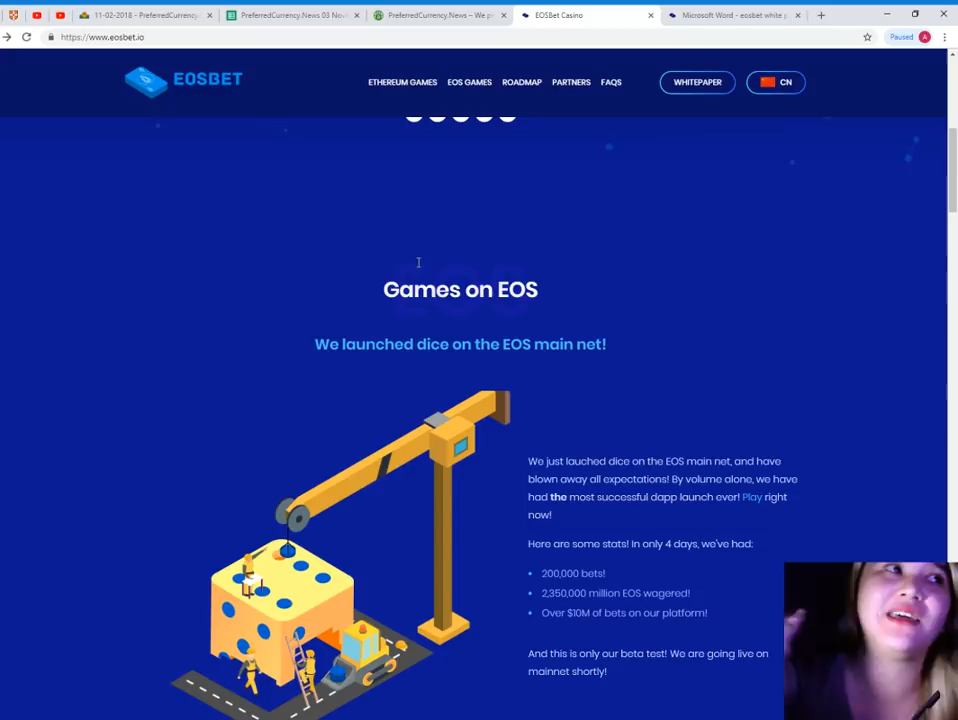 11-02-2018 - PreferredCurrency.
PreferredCurrency.News 03 Nov
PreferredCurrency.News – We p
EOSBet Casino
Microsoft Word - eosbet white p
https://www.eosbet.io
Paused
A
EOSBET
ETHEREUM GAMES
EOS GAMES
ROADMAP
PARTNERS
FAQS
WHITEPAPER
CN
EOS
Games on EOS
We launched dice on the EOS main net!
We just lauched dice on the EOS main net, and have
blown away all expectations! By volume alone, we have
had the most successful dapp launch ever! Play right
now!
Here are some stats! In only 4 days, we've had:
200,000 bets!
2,350,000 million EOS wagered!
Over $10M of bets on our platform!
And this is only our beta test! We are going live on
mainnet shortly!